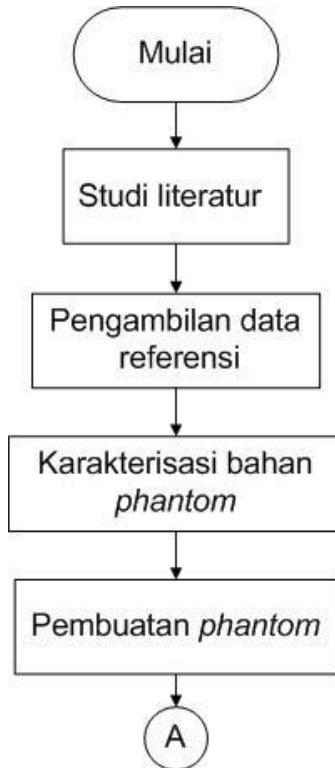 Mulai
Studi literatur
Pengambilan data
referensi
Karakterisasi bahan
phantom
Pembuatan phantom
A